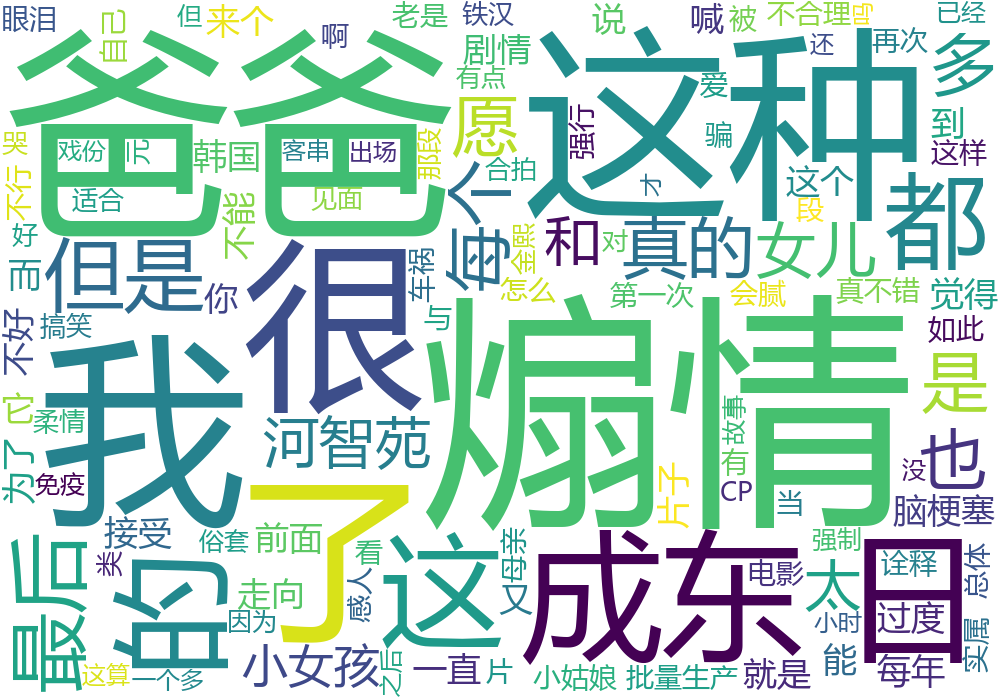 眼泪
自己
但
来个
啊
老是
铁汉
说
喊
被
不合理
吗
已经
爸爸
剧情
有点
这种
还
再次
多
愿
爱
骗
强行
到
这样
哭
戏份
元
韩国
客串
出场
那段
合拍
不行
适合
见面
不能
个
才
这个
段
都
好
但是
你
很
车祸
每
金熙
和
对
真的
女儿
而
怎么
第一次
会腻
真不错
觉得
不好
搞笑
与
煽情
如此
是
它
柔情
我
河智苑
故事
有
也
没
为了
免疫
了
片子
CP
当
脑梗塞
接受
俗套
前面
看
这
母亲
又
成东日
强制
诠释
总体
最后
类
的
走向
感人
电影
太
过度
因为
小时
实属
小女孩
之后
一直
片
能
每年
这算
一个多
小姑娘
批量生产
就是